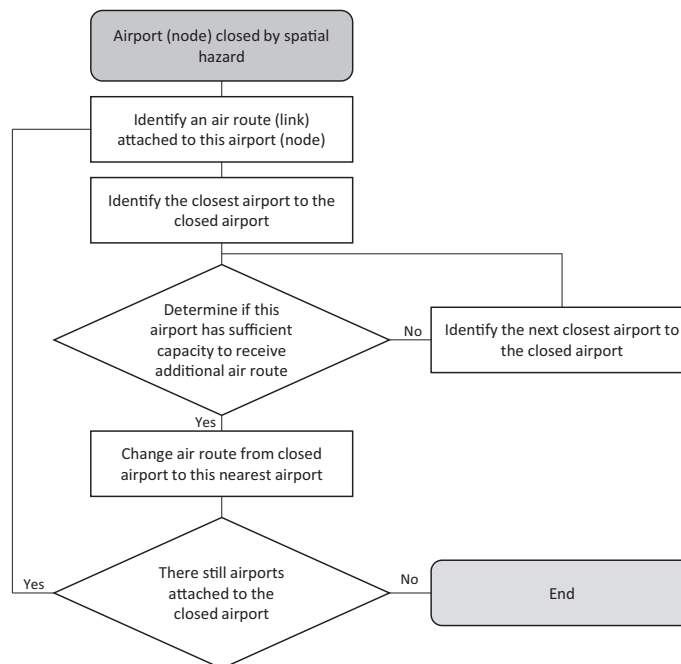 Airport (node) closed by spatial
hazard
Identify an air route (link)
attached to this airport (node)
Identify the closest airport to the
closed airport
Determine if this
airport has sufficient
capacity to receive
additional air route
No
Identify the next closest airport to
the closed airport
Yes
Change air route from closed
airport to this nearest airport
There still airports
attached to the
closed airport
Yes
No
End